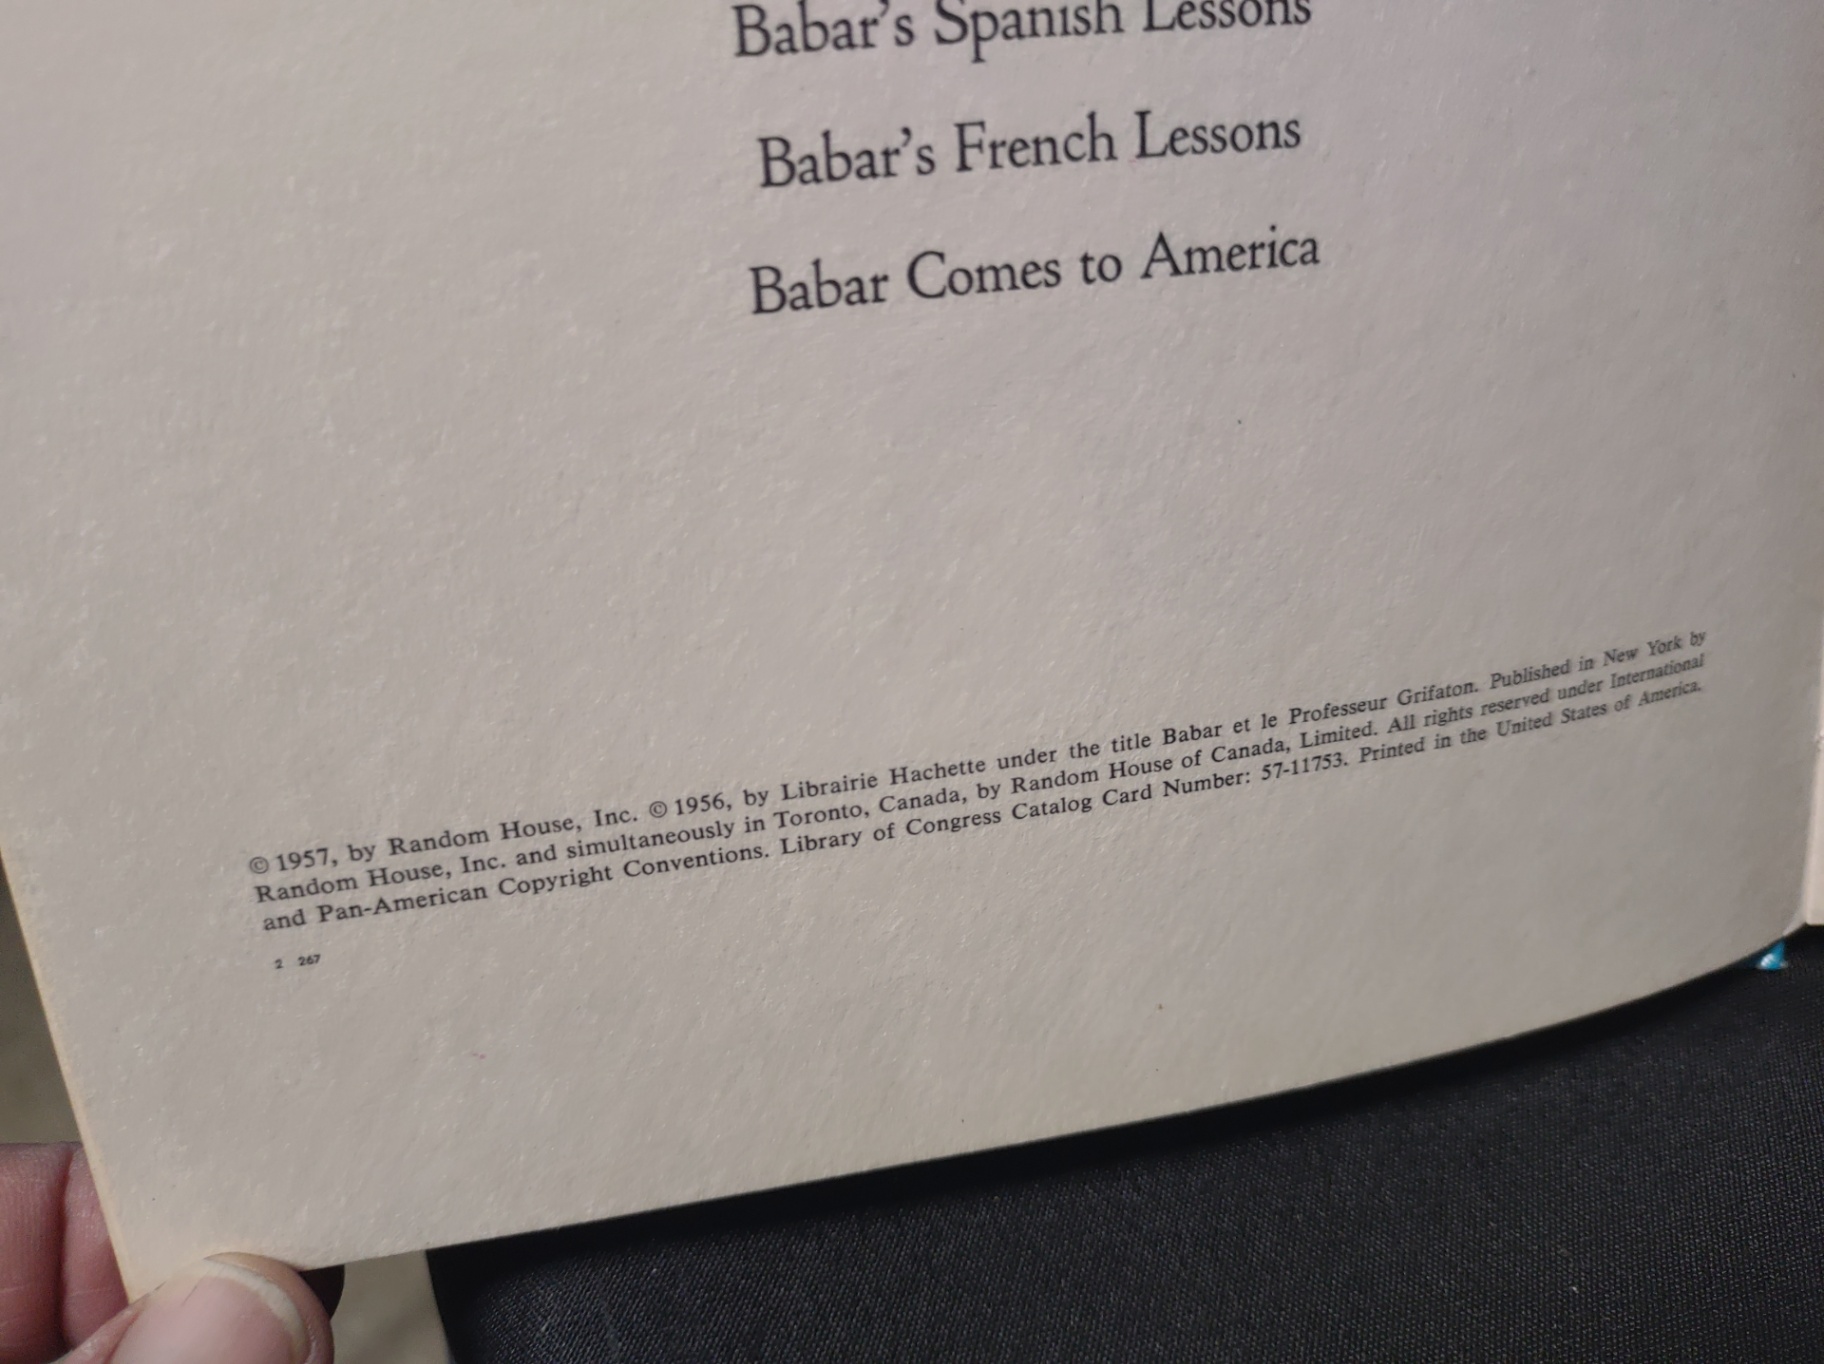 Babar's Spanish Lessons
Babar's French Lessons
Babar Comes to America
© 1957, by Random House, Inc. © 1956, by Librairie Hachette under the title Babar et le Professeur Grifaton. Published in New York by
Random House, Inc. and simultaneously in Toronto, Canada, by Random House of Canada, Limited. All rights reserved under International
and Pan-American Copyright Conventions. Library of Congress Catalog Card Number: 57-11753. Printed in the United States of America.
2 267